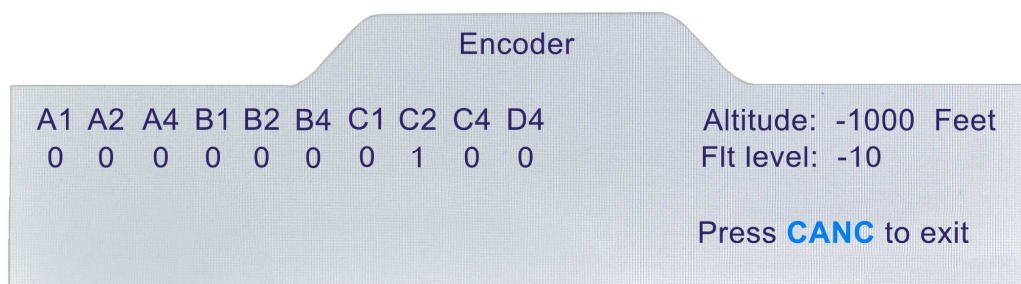 Encoder
A1 A2 A4 B1 B2 B4 C1 C2 C4 D4
0 0 0 0 0 0 0 1 0 0
Altitude: -1000 Feet
Flt level: -10
Press CANC to exit